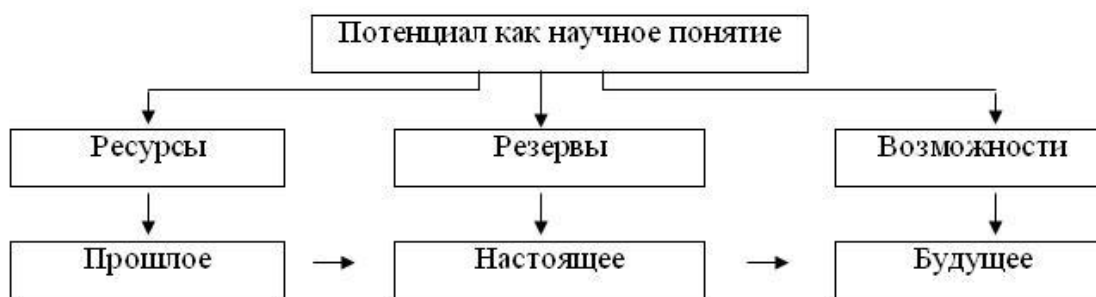 Потенциал как научное понятие
Ресурсы
Резервы
Возможности
Прошлое
Настоящее
Будущее